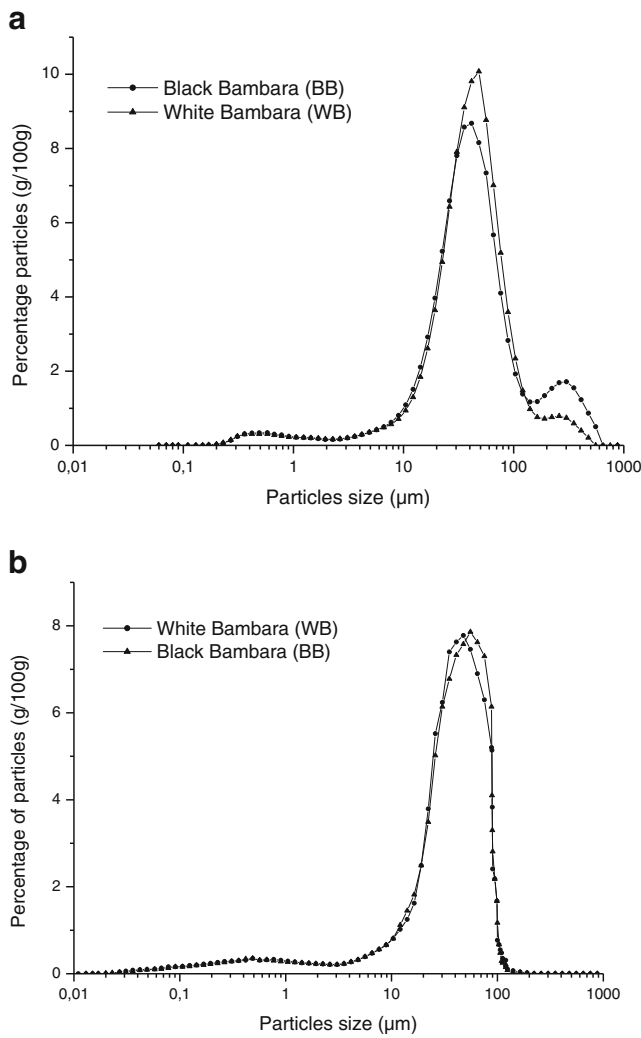 a
Percentage particles (g/100g)
10
8
6
4
2
0
Black Bambara (BB)
White Bambara (WB)
0,01 0,1 1 10 100 1000
Particles size (µm)
b
Percentage of particles (g/100g)
8
6
4
2
0
White Bambara (WB)
Black Bambara (BB)
0,01 0,1 1 10 100 1000
Particles size (µm)